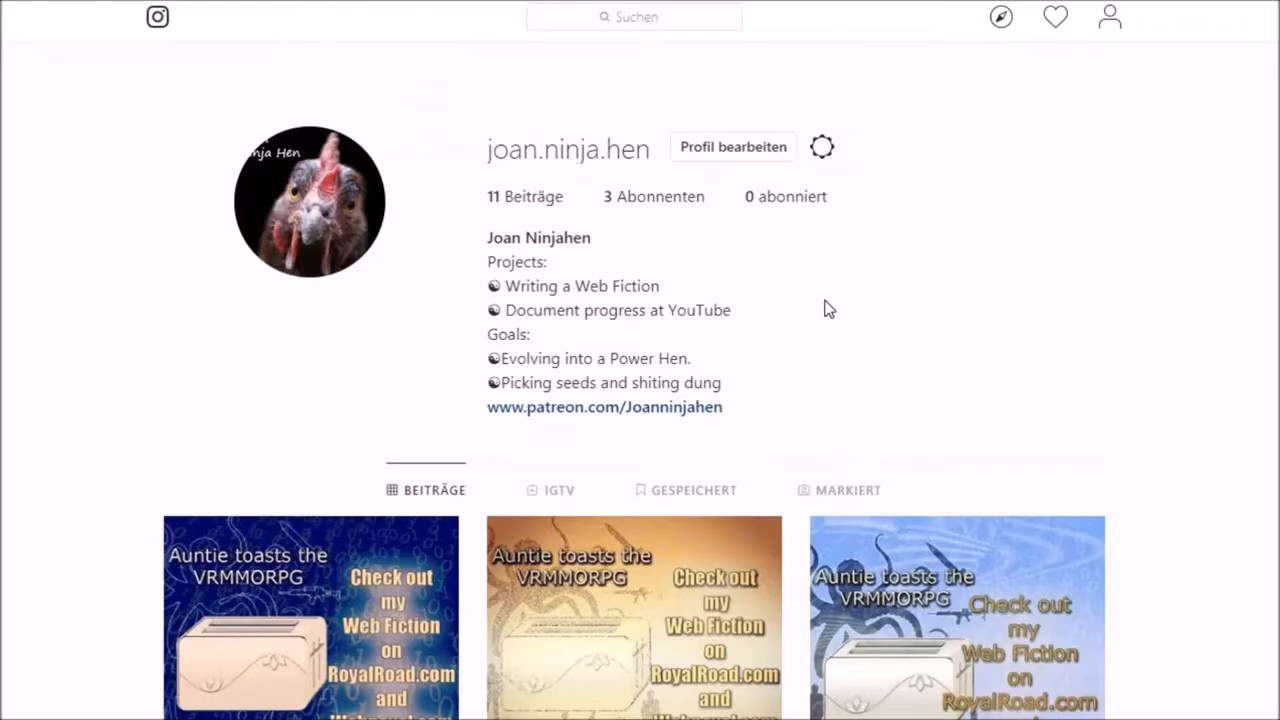 Suchen
nja Hen
joan.ninja.hen Profil bearbeiten
11 Beiträge 3 Abonnenten 0 abonniert
Joan Ninjahen
Projects:
☯ Writing a Web Fiction
☯ Document progress at YouTube
Goals:
☯Evolving into a Power Hen.
☯Picking seeds and shiting dung
www.patreon.com/Joanninjahen
BEITRÄGE IGTV GESPEICHERT MARKIERT
Auntie toasts the
VRMMORPG
Check out
my
Web Fiction
on
RoyalRoad.com
and
Auntie toasts the
VRMMORPG
Check out
my
Web Fiction
on
RoyalRoad.com
and
Auntie toasts the
VRMMORPG
Check out
my
Web Fiction
on
RoyalRoad.com